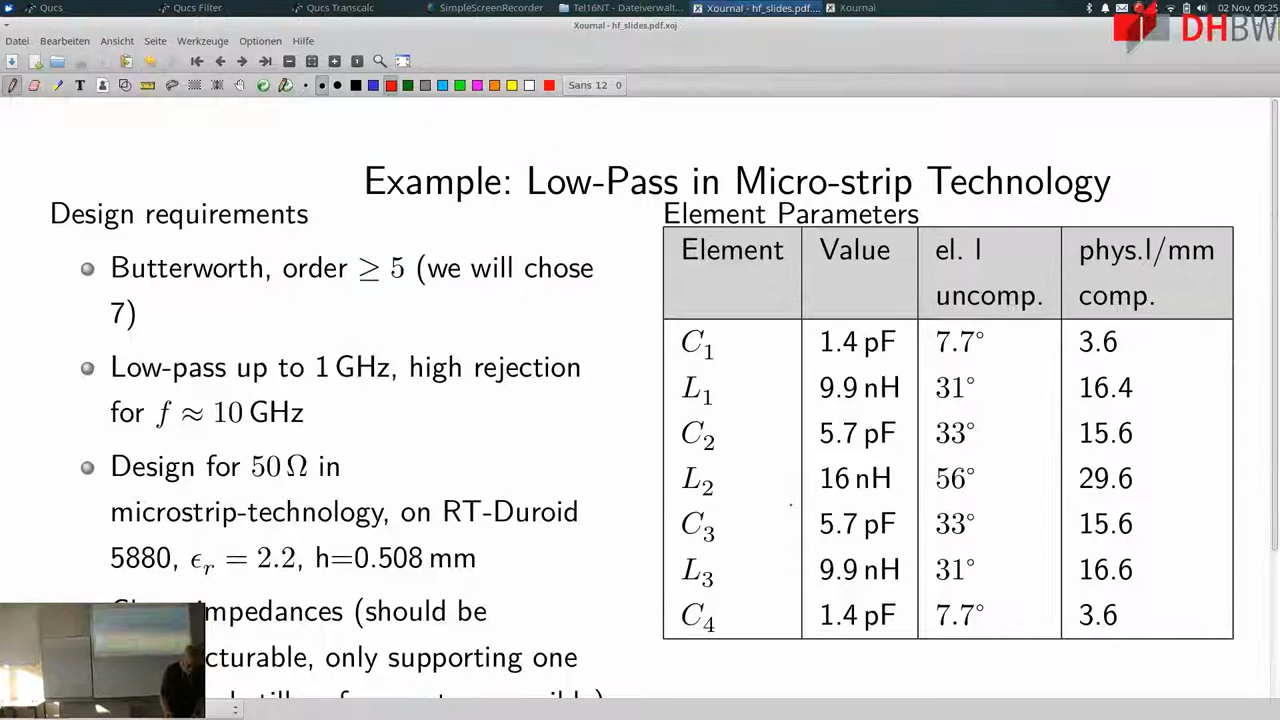 Qucs
Qucs Filter
Qucs Transcalc
SimpleScreenRecorder
Tel16NT - Dateiverwalt...
Xournal - hf_slides.pdf....
Xournal
02 Nov, 09:25
Xournal - hf_slides.pdf.xoj
DHBW
Datei Bearbeiten Ansicht Seite Werkzeuge Optionen Hilfe
Sans 12 0
Example: Low-Pass in Micro-strip Technology
Design requirements
Butterworth, order ≥ 5 (we will chose
7)
Low-pass up to 1 GHz, high rejection
for f ≈ 10 GHz
Design for 50 Ω in
microstrip-technology, on RT-Duroid
5880, ϵr = 2.2, h=0.508 mm
impedances (should be
cturable, only supporting one
Element Parameters
Element Value el. l phys.l/mm
uncomp. comp.
C1 1.4 pF 7.7° 3.6
L1 9.9 nH 31° 16.4
C2 5.7 pF 33° 15.6
L2 16 nH 56° 29.6
C3 5.7 pF 33° 15.6
L3 9.9 nH 31° 16.6
C4 1.4 pF 7.7° 3.6